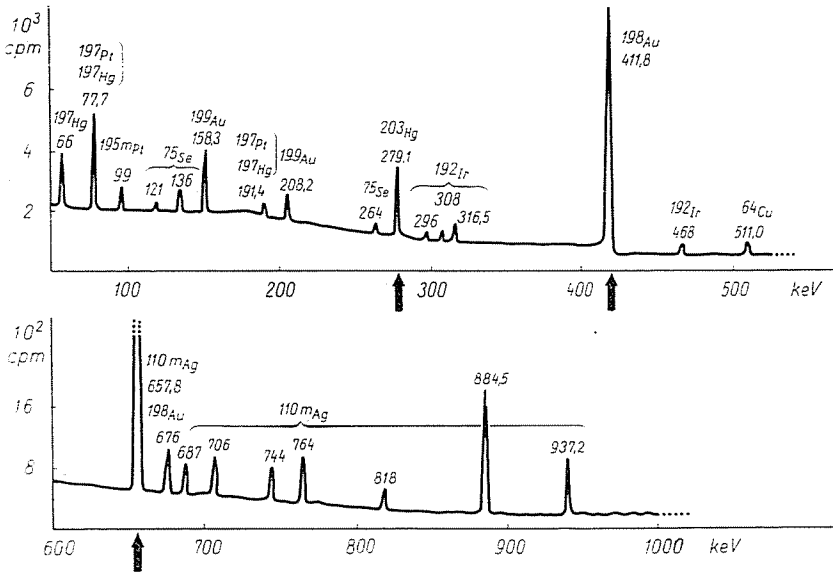 10³
cpm
6
4
2
197Hg
66
197Pt
197Hg
77,7
195mPt
99
75Se
121 136
199Au
158,3
197Pt
197Hg
191,4
199Au
208,2
75Se
264
203Hg
279,1
192Ir
308
296 316,5
198Au
411,8
192Ir
468
64Cu
511,0
100 200 300 400 500 keV
10²
cpm
16
8
110mAg
657,8
198Au
676
687
110mAg
706
744
764
818
884,5
937,2
600 700 800 900 1000 keV